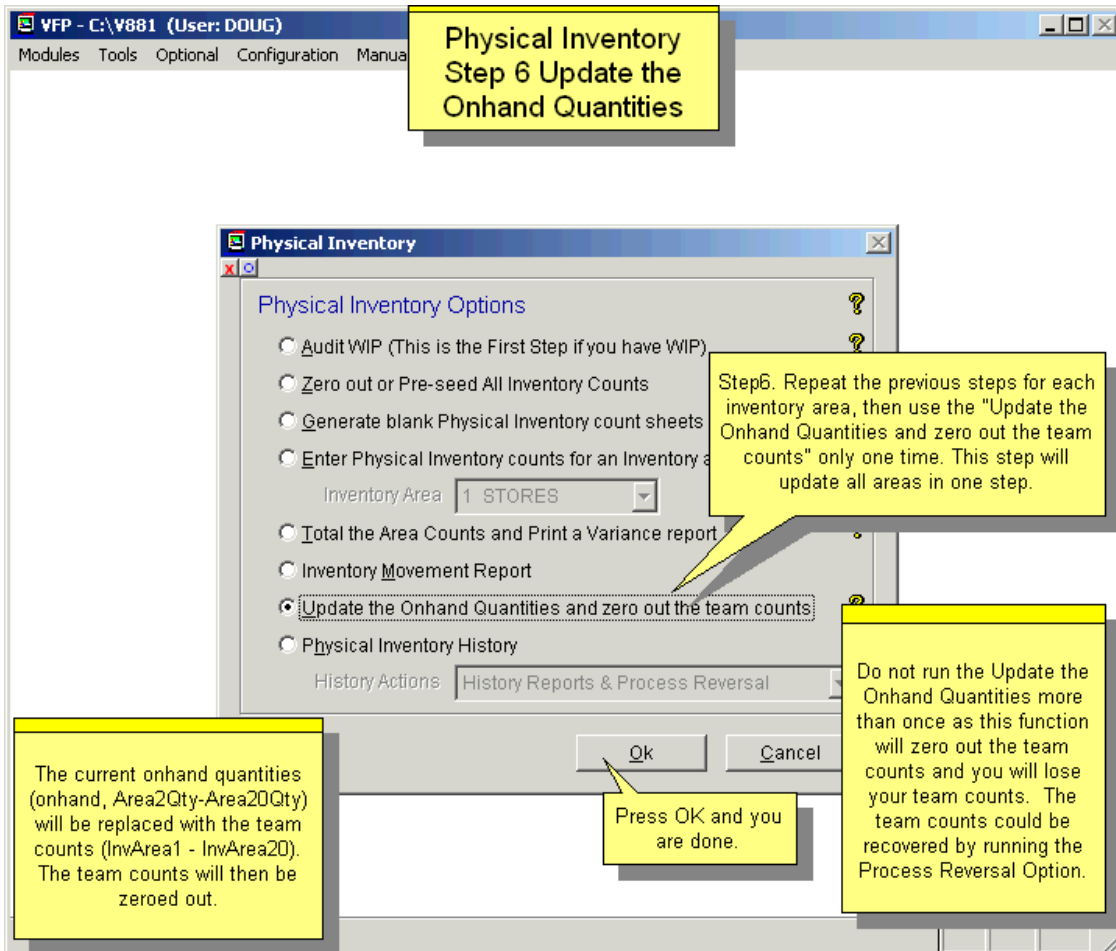 VFP - C:\V881 (User: DOUG)
Modules Tools Optional Configuration Manua
Physical Inventory
Step 6 Update the
Onhand Quantities
Physical Inventory
Physical Inventory Options
Audit WIP (This is the First Step if you have WIP)
Zero out or Pre-seed All Inventory Counts
Generate blank Physical Inventory count sheets
Enter Physical Inventory counts for an Inventory a
Inventory Area 1 STORES
Total the Area Counts and Print a Variance report
Inventory Movement Report
Update the Onhand Quantities and zero out the team counts
Physical Inventory History
History Actions History Reports & Process Reversal
Ok Cancel
Step6. Repeat the previous steps for each
inventory area, then use the "Update the
Onhand Quantities and zero out the team
counts" only one time. This step will
update all areas in one step.
Do not run the Update the
Onhand Quantities more
than once as this function
will zero out the team
counts and you will lose
your team counts. The
team counts could be
recovered by running the
Process Reversal Option.
The current onhand quantities
(onhand, Area2Qty-Area20Qty)
will be replaced with the team
counts (InvArea1 - InvArea20).
The team counts will then be
zeroed out.
Press OK and you
are done.